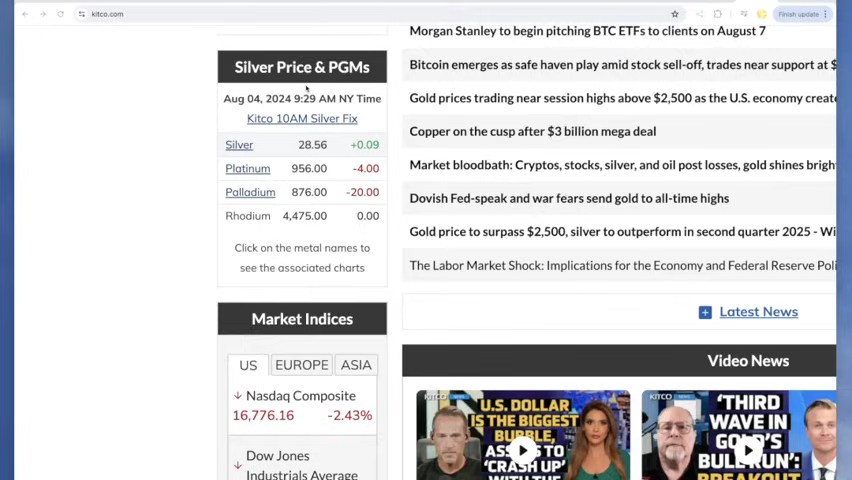 kitco.com
Finish update
Silver Price & PGMs
Aug 04, 2024 9:29 AM NY Time
Kitco 10AM Silver Fix
Silver 28.56 +0.09
Platinum 956.00 -4.00
Palladium 876.00 -20.00
Rhodium 4,475.00 0.00
Click on the metal names to
see the associated charts
Market Indices
US EUROPE ASIA
Nasdaq Composite
16,776.16 -2.43%
Dow Jones
Industrials Average
Morgan Stanley to begin pitching BTC ETFs to clients on August 7
Bitcoin emerges as safe haven play amid stock sell-off, trades near support at $
Gold prices trading near session highs above $2,500 as the U.S. economy create
Copper on the cusp after $3 billion mega deal
Market bloodbath: Cryptos, stocks, silver, and oil post losses, gold shines brigh
Dovish Fed-speak and war fears send gold to all-time highs
Gold price to surpass $2,500, silver to outperform in second quarter 2025 - Wi
The Labor Market Shock: Implications for the Economy and Federal Reserve Poli
Latest News
Video News
KITCO NEWS
U.S. DOLLAR
IS THE BIGGEST
BUBBLE,
ASSETS TO
'CRASH UP'
WITH THE
KITCO NEWS
'THIRD
WAVE IN
GOLD'S
BULL RUN':
BREAKOUT